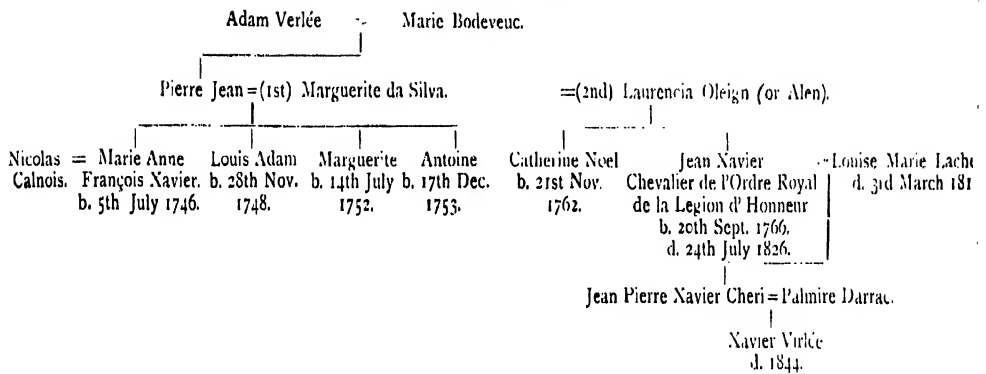 Adam Verlée - Marie Bodeveuc.
Pierre Jean = (1st) Marguerite da Silva. =(2nd) Laurencia Oleign (or Alen).
Nicolas = Marie Anne Louis Adam Marguerite Antoine Catherine Noel Jean Xavier - Louise Marie
Calnois. François Xavier. b. 28th Nov. b. 14th July b. 17th Dec. b. 21st Nov. Chevalier de l'Ordre Royal d. 3rd March
b. 5th July 1746. 1748. 1752. 1753. 1762. de la Legion d' Honneur
b. 20th Sept. 1766.
d. 24th July 1826.
Jean Pierre Xavier Cheri = Palmire Darrac.
Xavier Virlée
d. 1844.